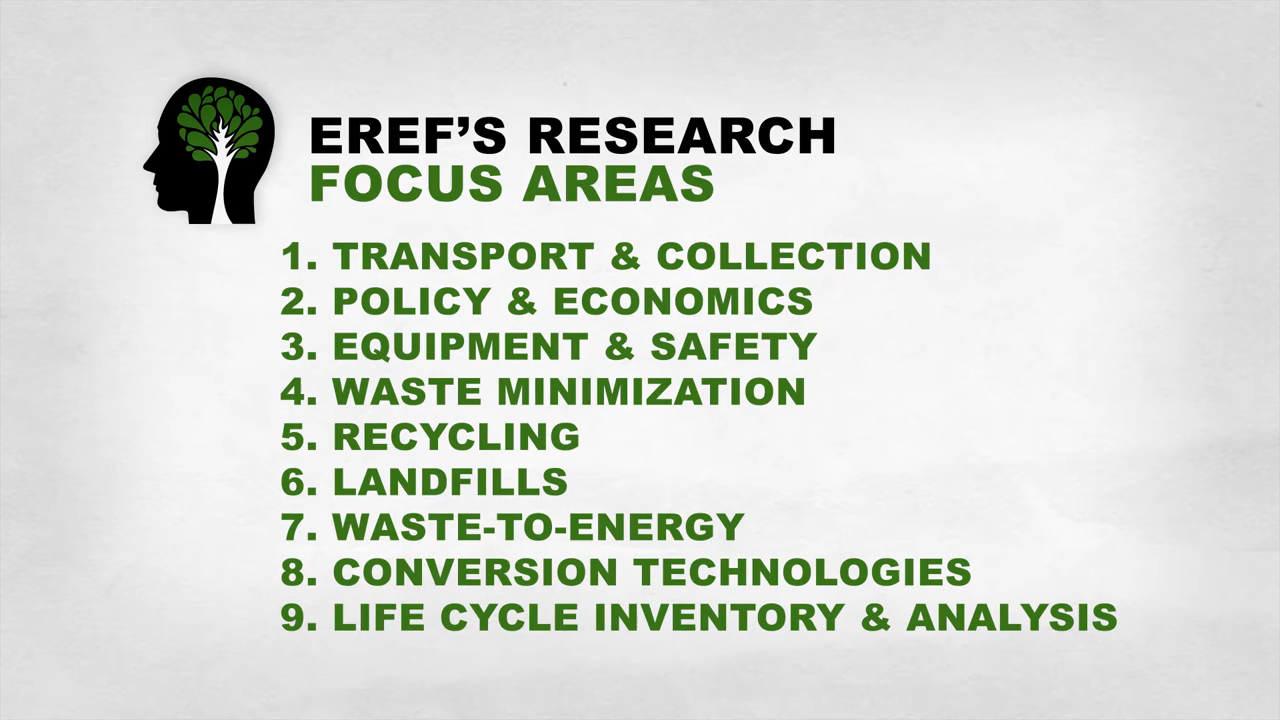 EREF’S RESEARCH
FOCUS AREAS
1. TRANSPORT & COLLECTION
2. POLICY & ECONOMICS
3. EQUIPMENT & SAFETY
4. WASTE MINIMIZATION
5. RECYCLING
6. LANDFILLS
7. WASTE-TO-ENERGY
8. CONVERSION TECHNOLOGIES
9. LIFE CYCLE INVENTORY & ANALYSIS